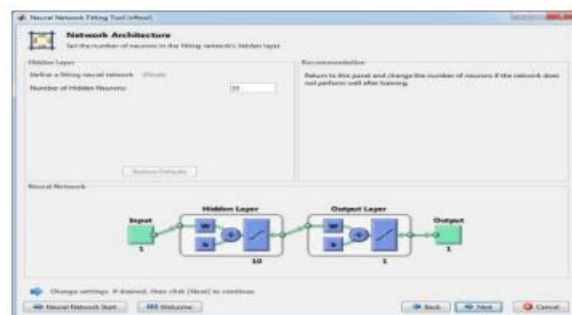 Neural Network Fitting Tool (nftool)
Network Architecture
Set the number of neurons in the fitting network's hidden layer.
Hidden Layer
Define a fitting neural network. (fitnet)
Number of Hidden Neurons: 10
Restore Defaults
Recommendation
Return to this panel and change the number of neurons if the network does
not perform well after training.
Neural Network
Hidden Layer
Output Layer
Input
Output
W
b
+
W
b
+
1
10
1
1
Change settings if desired, then click [Next] to continue.
Neural Network Start
Welcome
Back
Next
Cancel